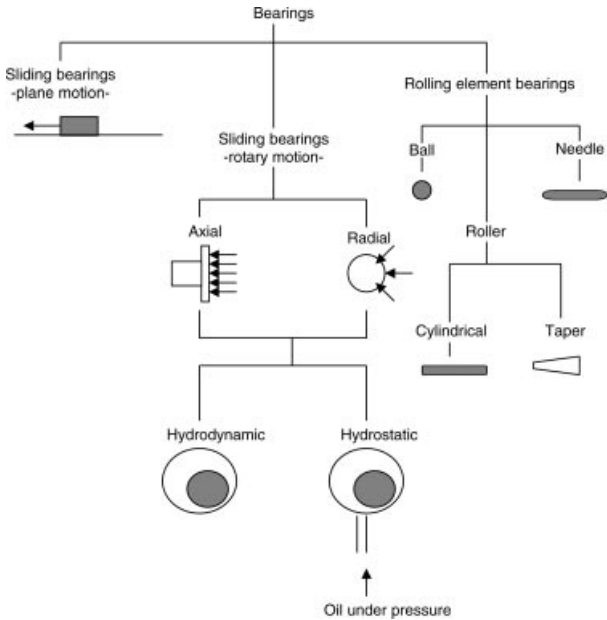 Bearings
Sliding bearings
-plane motion-
Rolling element bearings
Sliding bearings
-rotary motion-
Ball
Needle
Axial
Radial
Roller
Cylindrical
Taper
Hydrodynamic
Hydrostatic
Oil under pressure